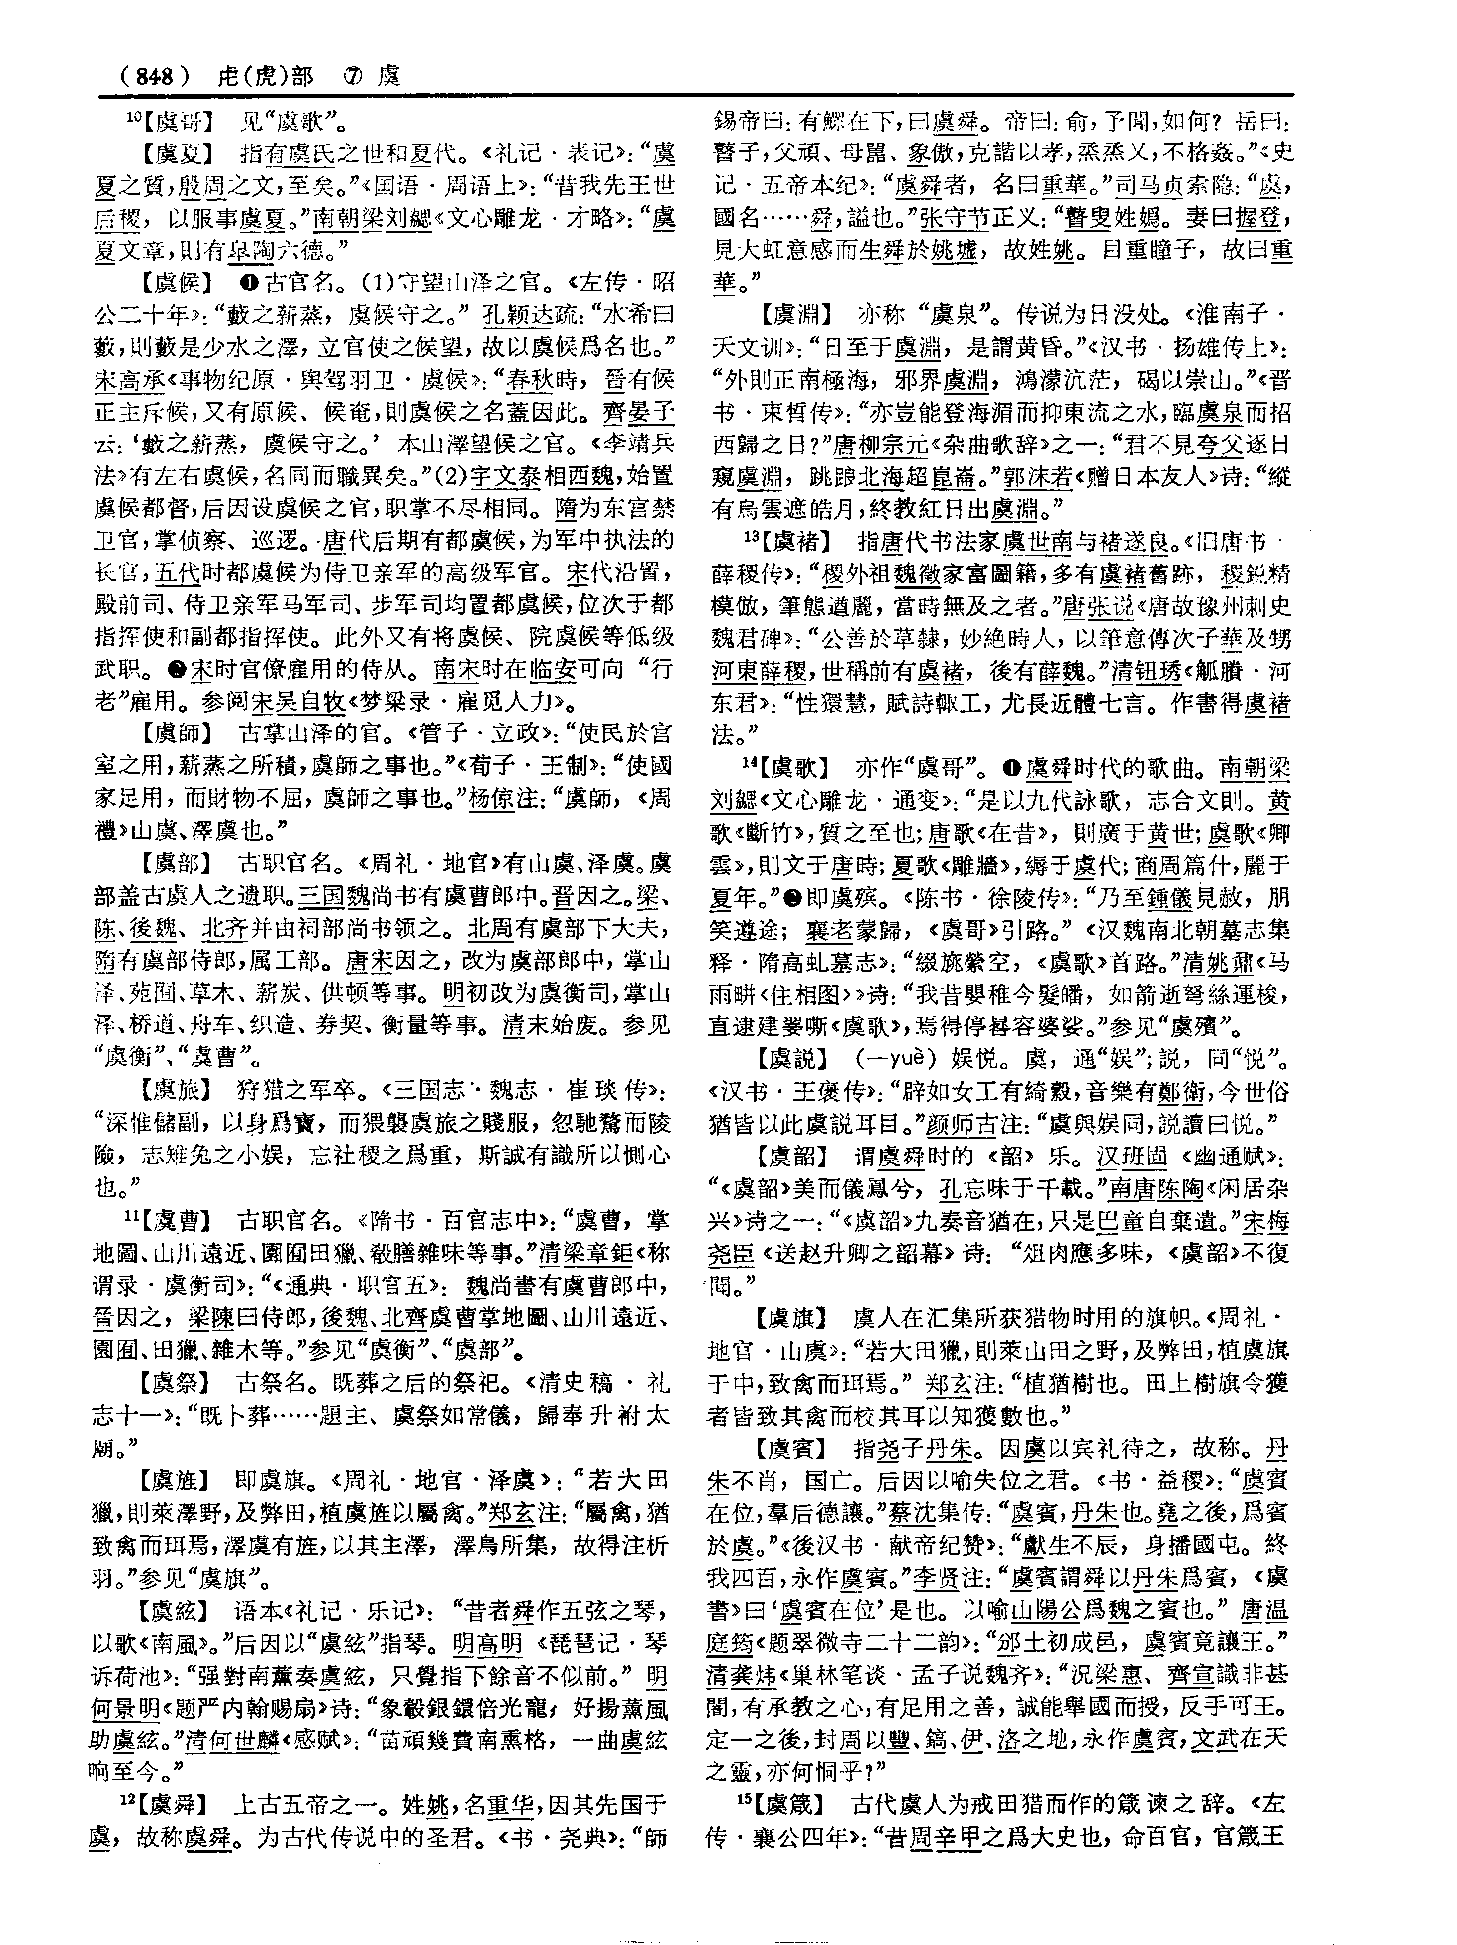 （848） 虍(虎)部 ⑦ 虞
10【虞哥】 见“虞歌”。
【虞夏】 指有虞氏之世和夏代。《礼记·表记》：“虞
夏之質，殷周之文，至矣。”《国语·周语上》：“昔我先王世
后稷，以服事虞夏。”南朝梁刘勰《文心雕龙·才略》：“虞
夏文章，則有皋陶六德。”
【虞候】 ❶古官名。(1)守望山泽之官。《左传·昭
公二十年》：“藪之薪蒸，虞候守之。”孔颖达疏：“水希曰
藪，則藪是少水之澤，立官使之候望，故以虞候爲名也。”
宋高承《事物纪原·舆驾羽卫·虞候》：“春秋時，晉有候
正主斥候，又有原候、候奄，則虞候之名蓋因此。齊晏子
云：‘藪之薪蒸，虞候守之。’本山澤望候之官。《李靖兵
法》有左右虞候，名同而職異矣。”(2)宇文泰相西魏，始置
虞候都督，后因设虞候之官，职掌不尽相同。隋为东宫禁
卫官，掌侦察、巡逻。唐代后期有都虞候，为军中执法的
长官，五代时都虞候为侍卫亲军的高级军官。宋代沿置，
殿前司、侍卫亲军马军司、步军司均置都虞候，位次于都
指挥使和副都指挥使。此外又有将虞候、院虞候等低级
武职。❷宋时官僚雇用的侍从。南宋时在临安可向“行
老”雇用。参阅宋吴自牧《梦粱录·雇觅人力》。
【虞師】 古掌山泽的官。《管子·立政》：“使民於宫
室之用，薪蒸之所積，虞師之事也。”《荀子·王制》：“使國
家足用，而財物不屈，虞師之事也。”杨倞注：“虞師，《周
禮》山虞、澤虞也。”
【虞部】 古职官名。《周礼·地官》有山虞、泽虞。虞
部盖古虞人之遗职。三国魏尚书有虞曹郎中。晋因之。梁、
陈、後魏、北齐并由祠部尚书领之。北周有虞部下大夫，
隋有虞部侍郎，属工部。唐宋因之，改为虞部郎中，掌山
泽、苑囿、草木、薪炭、供顿等事。明初改为虞衡司，掌山
泽、桥道、舟车、织造、券契、衡量等事。清末始废。参见
“虞衡”、“虞曹”。
【虞旅】 狩猎之军卒。《三国志·魏志·崔琰传》：
“深惟儲副，以身爲寶，而猥襲虞旅之賤服，忽馳騖而陵
險，志雉兔之小娱，忘社稷之爲重，斯誠有識所以惻心
也。”
11【虞曹】 古职官名。《隋书·百官志中》：“虞曹，掌
地圖、山川遠近、園囿田獵、殽膳雜味等事。”清梁章鉅《称
谓录·虞衡司》：“《通典·职官五》：魏尚書有虞曹郎中，
晉因之，梁陳曰侍郎，後魏、北齊虞曹掌地圖、山川遠近、
園囿、田獵、雜木等。”参见“虞衡”、“虞部”。
【虞祭】 古祭名。既葬之后的祭祀。《清史稿·礼
志十一》：“既卜葬……題主、虞祭如常儀，歸奉升祔太
廟。”
【虞旌】 即虞旗。《周礼·地官·泽虞》：“若大田
獵，則萊澤野，及弊田，植虞旌以屬禽。”郑玄注：“屬禽，猶
致禽而珥焉，澤虞有旌，以其主澤，澤鳥所集，故得注析
羽。”参见“虞旗”。
【虞絃】 语本《礼记·乐记》：“昔者舜作五弦之琴，
以歌《南風》。”后因以“虞絃”指琴。明高明《琵琶记·琴
诉荷池》：“强對南薰奏虞絃，只覺指下餘音不似前。”明
何景明《题严内翰赐扇》诗：“象轂銀鐶倍光寵，好揚薰風
助虞絃。”清何世麟《感赋》：“苗頑幾費南熏格，一曲虞絃
响至今。”
12【虞舜】 上古五帝之一。姓姚，名重华，因其先国于
虞，故称虞舜。为古代传说中的圣君。《书·尧典》：“師
錫帝曰：有鰥在下，曰虞舜。帝曰：俞，予聞，如何？岳曰：
瞽子，父頑、母嚚、象傲，克諧以孝，烝烝乂，不格姦。”《史
记·五帝本纪》：“虞舜者，名曰重華。”司马贞索隐：“虞，
國名……舜，謚也。”张守节正义：“瞽叟姓嬀。妻曰握登，
見大虹意感而生舜於姚墟，故姓姚。目重瞳子，故曰重
華。”
【虞淵】 亦称“虞泉”。传说为日没处。《淮南子·
天文训》：“日至于虞淵，是謂黄昏。”《汉书·扬雄传上》：
“外則正南極海，邪界虞淵，鴻濛沆茫，碣以崇山。”《晋
书·束皙传》：“亦豈能登海湄而抑東流之水，臨虞泉而招
西歸之日？”唐柳宗元《杂曲歌辞》之一：“君不見夸父逐日
窺虞淵，跳踉北海超崑崙。”郭沫若《赠日本友人》诗：“縱
有烏雲遮皓月，終教紅日出虞淵。”
13【虞褚】 指唐代书法家虞世南与褚遂良。《旧唐书·
薛稷传》：“稷外祖魏徵家富圖籍，多有虞褚舊跡，稷鋭精
模倣，筆態遒麗，當時無及之者。”唐张说《唐故豫州刺史
魏君碑》：“公善於草隸，妙絶時人，以筆意傳次子華及甥
河東薛稷，世稱前有虞褚，後有薛魏。”清钮琇《觚賸·河
东君》：“性獧慧，賦詩輙工，尤長近體七言。作書得虞褚
法。”
14【虞歌】 亦作“虞哥”。❶虞舜时代的歌曲。南朝梁
刘勰《文心雕龙·通变》：“是以九代詠歌，志合文則。黄
歌《斷竹》，質之至也；唐歌《在昔》，則廣于黄世；虞歌《卿
雲》，則文于唐時；夏歌《雕牆》，縟于虞代；商周篇什，麗于
夏年。”❷即虞殡。《陈书·徐陵传》：“乃至鍾儀見赦，朋
笑遵途；襄老蒙歸，《虞哥》引路。”《汉魏南北朝墓志集
释·隋高虬墓志》：“綴旒縈空，《虞歌》首路。”清姚鼐《马
雨畊〈住相图〉》诗：“我昔嬰稚今髮皤，如箭逝弩絲運梭，
直逮建翣嘶《虞歌》，焉得停晷容婆娑。”参见“虞殯”。
【虞説】 （—yuè）娱悦。虞，通“娱”；説，同“悦”。
《汉书·王褒传》：“辟如女工有綺縠，音樂有鄭衛，今世俗
猶皆以此虞説耳目。”颜师古注：“虞與娱同，説讀曰悦。”
【虞韶】 谓虞舜时的《韶》乐。汉班固《幽通赋》：
“《虞韶》美而儀鳳兮，孔忘味于千載。”南唐陈陶《闲居杂
兴》诗之一：“《虞韶》九奏音猶在，只是巴童自棄遺。”宋梅
尧臣《送赵升卿之韶幕》诗：“俎肉應多味，《虞韶》不復
聞。”
【虞旗】 虞人在汇集所获猎物时用的旗帜。《周礼·
地官·山虞》：“若大田獵，則萊山田之野，及弊田，植虞旗
于中，致禽而珥焉。”郑玄注：“植猶樹也。田上樹旗令獲
者皆致其禽而校其耳以知獲數也。”
【虞賓】 指尧子丹朱。因虞以宾礼待之，故称。丹
朱不肖，国亡。后因以喻失位之君。《书·益稷》：“虞賓
在位，羣后德讓。”蔡沈集传：“虞賓，丹朱也。堯之後，爲賓
於虞。”《後汉书·献帝纪赞》：“獻生不辰，身播國屯。終
我四百，永作虞賓。”李贤注：“虞賓謂舜以丹朱爲賓，《虞
書》曰‘虞賓在位’是也。以喻山陽公爲魏之賓也。”唐温
庭筠《题翠微寺二十二韵》：“邠土初成邑，虞賓竟讓王。”
清龚炜《巢林笔谈·孟子说魏齐》：“况梁惠、齊宣識非甚
闇，有承教之心，有足用之善，誠能舉國而授，反手可王。
定一之後，封周以豐、鎬、伊、洛之地，永作虞賓，文武在天
之靈，亦何恫乎？”
15【虞箴】 古代虞人为戒田猎而作的箴谏之辞。《左
传·襄公四年》：“昔周辛甲之爲大史也，命百官，官箴王